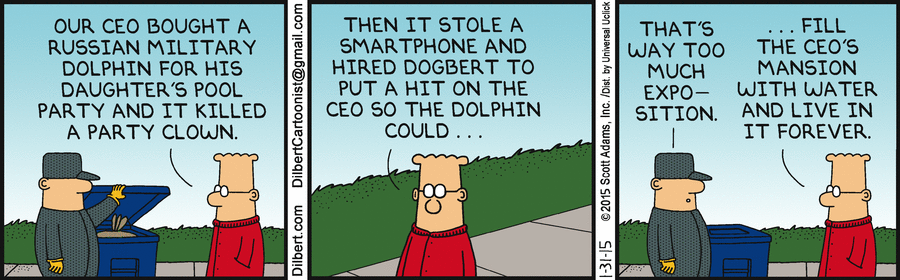 OUR CEO BOUGHT A
RUSSIAN MILITARY
DOLPHIN FOR HIS
DAUGHTER'S POOL
PARTY AND IT KILLED
A PARTY CLOWN.
Dilbert.com DilbertCartoonist@gmail.com
THEN IT STOLE A
SMARTPHONE AND
HIRED DOGBERT TO
PUT A HIT ON THE
CEO SO THE DOLPHIN
COULD . . .
1-31-15 © 2015 Scott Adams, Inc. /Dist. by Universal Uclick
THAT'S
WAY TOO
MUCH
EXPO-
SITION.
. . . FILL
THE CEO'S
MANSION
WITH WATER
AND LIVE IN
IT FOREVER.